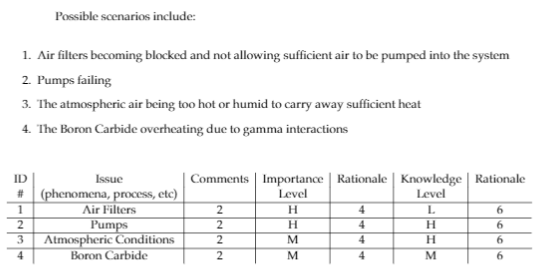 Possible scenarios include:
1. Air filters becoming blocked and not allowing sufficient air to be pumped into the system
2. Pumps failing
3. The atmospheric air being too hot or humid to carry away sufficient heat
4. The Boron Carbide overheating due to gamma interactions
ID Issue Comments Importance Rationale Knowledge Rationale
# (phenomena, process, etc) Level Level
1 Air Filters 2 H 4 L 6
2 Pumps 2 H 4 H 6
3 Atmospheric Conditions 2 M 4 H 6
4 Boron Carbide 2 M 4 M 6